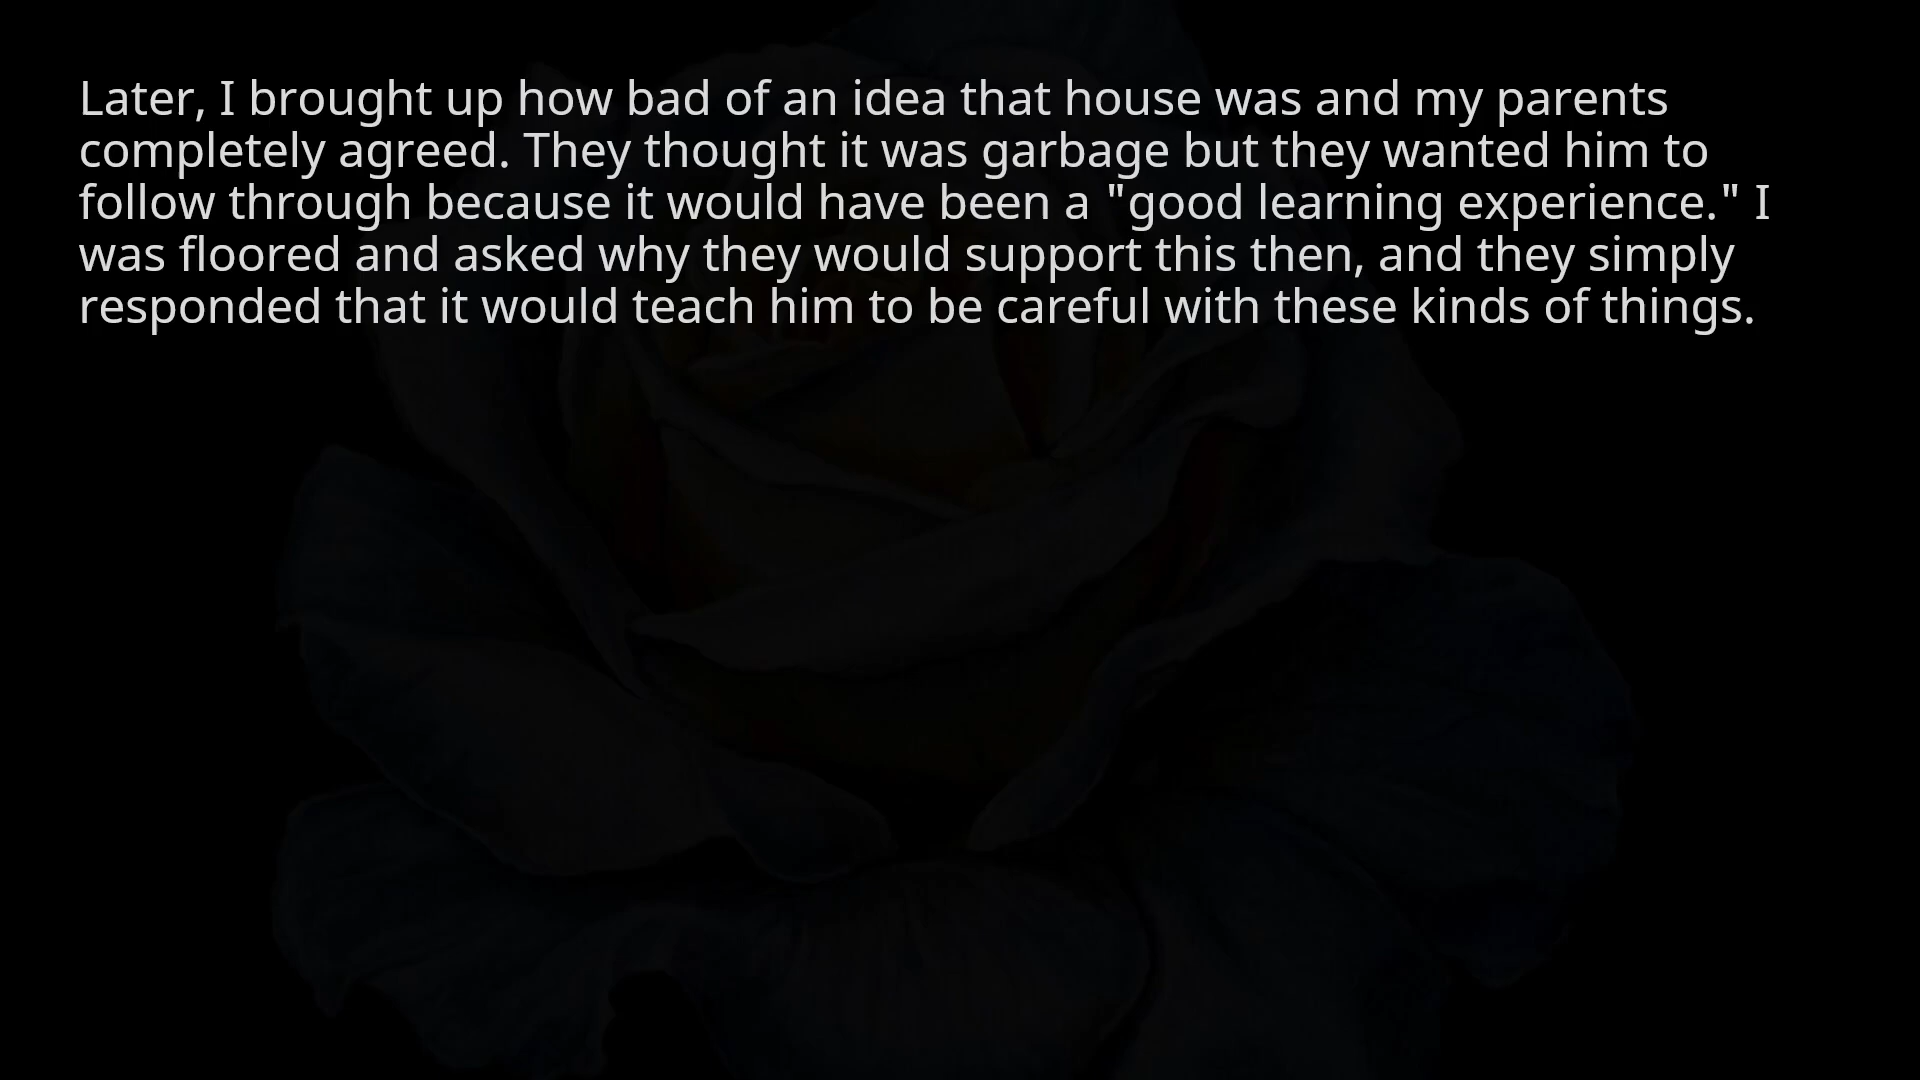 Later, I brought up how bad of an idea that house was and my parents
completely agreed. They thought it was garbage but they wanted him to
follow through because it would have been a "good learning experience." I
was floored and asked why they would support this then, and they simply
responded that it would teach him to be careful with these kinds of things.